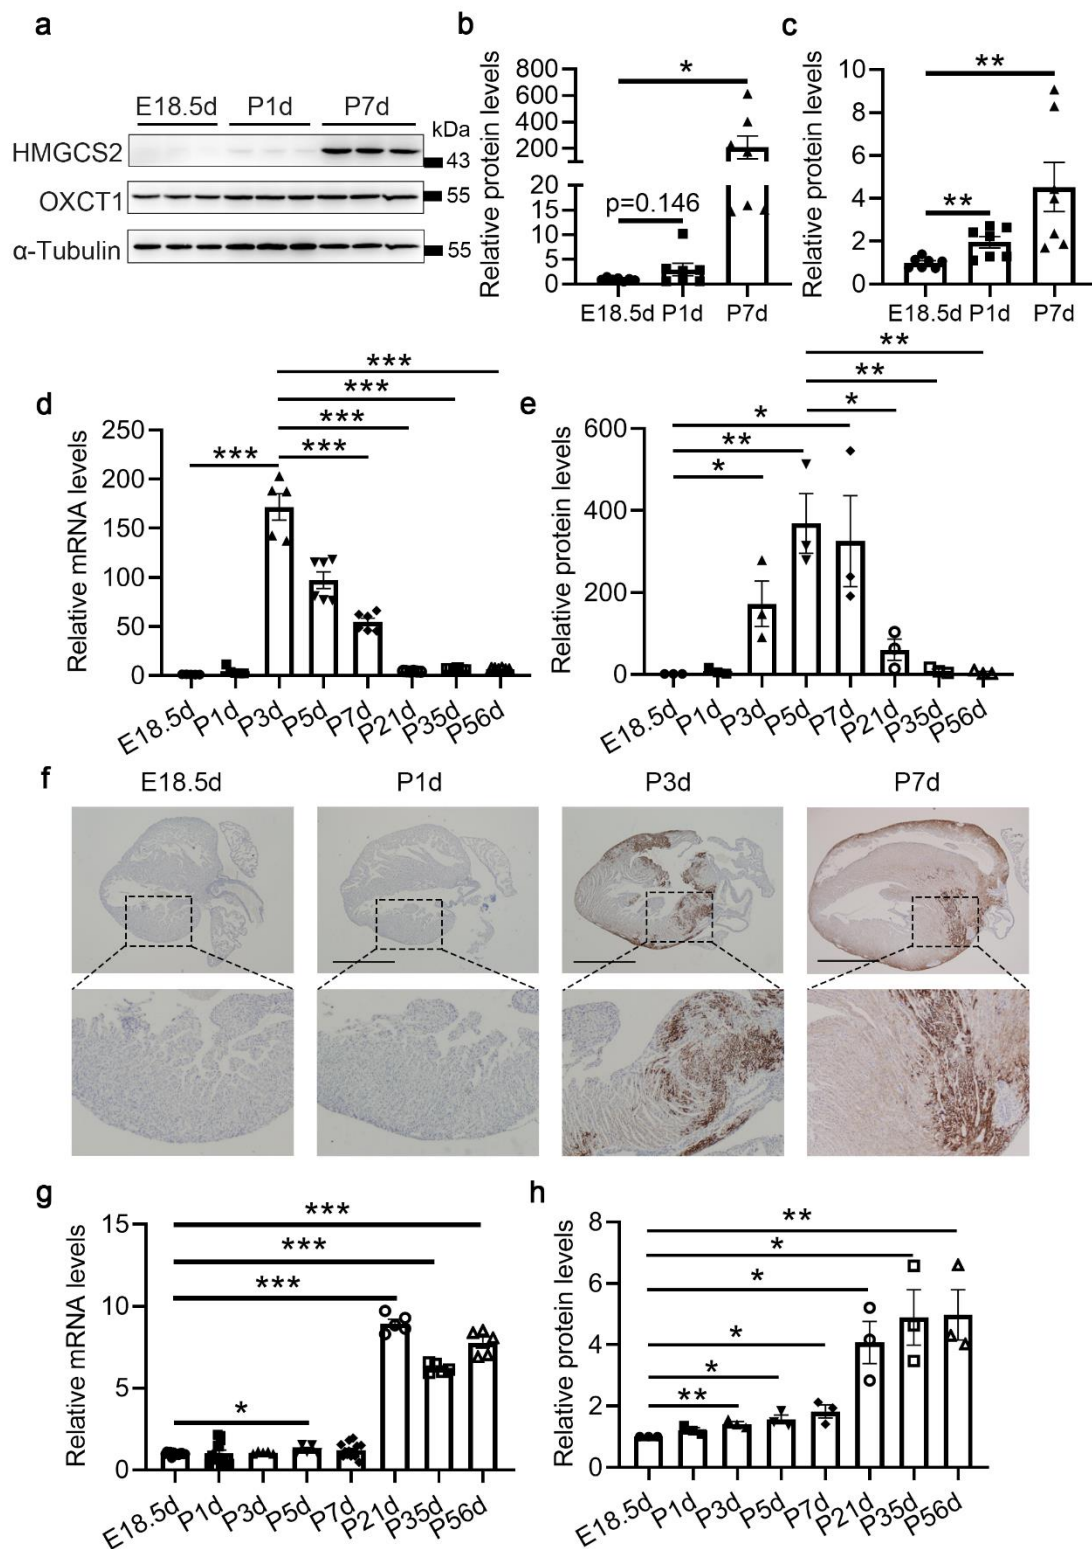 a
E18.5d P1d P7d
kDa
HMGCS2
43
OXCT1
55
α-Tubulin
55
b
Relative protein levels
800
600
400
200
20
15
10
5
0
*
p=0.146
E18.5d P1d P7d
c
Relative protein levels
10
8
6
4
2
0
**
**
E18.5d P1d P7d
d
Relative mRNA levels
250
200
150
100
50
0
***
***
***
***
***
E18.5d P1d P3d P5d P7d P21d P35d P56d
e
Relative protein levels
600
400
200
0
**
**
*
*
**
*
E18.5d P1d P3d P5d P7d P21d P35d P56d
f
E18.5d P1d P3d P7d
g
Relative mRNA levels
15
10
5
0
***
***
***
*
E18.5d P1d P3d P5d P7d P21d P35d P56d
h
Relative protein levels
8
6
4
2
0
**
*
*
*
*
**
E18.5d P1d P3d P5d P7d P21d P35d P56d